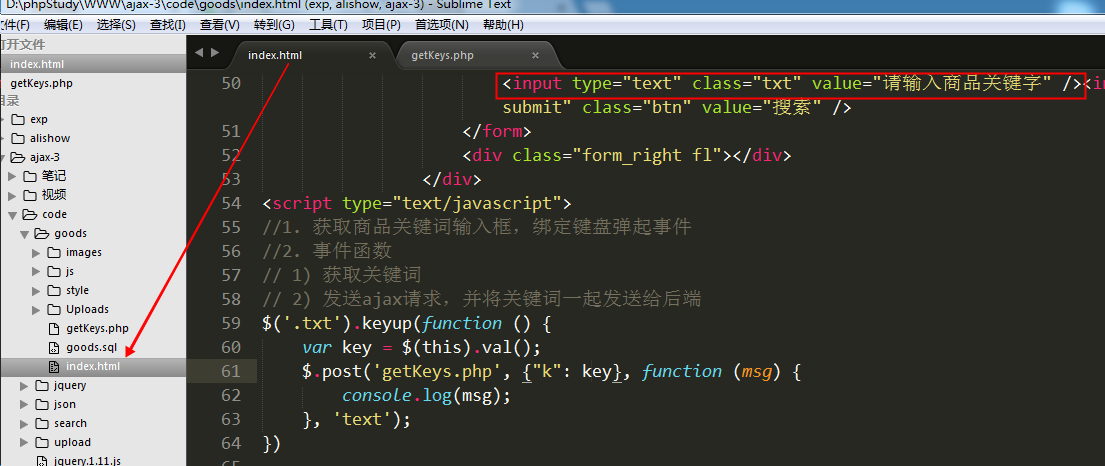 D:\phpStudy\WWW\ajax-3\code\goods\index.html (exp, alishow, ajax-3) - Sublime Text
文件(F) 编辑(E) 选择(S) 查找(I) 查看(V) 转到(G) 工具(T) 项目(P) 首选项(N) 帮助(H)
打开文件
index.html
getKeys.php
目录
exp
alishow
ajax-3
笔记
视频
code
goods
images
js
style
Uploads
getKeys.php
goods.sql
index.html
jquery
json
search
upload
jquery.1.11.js
index.html × getKeys.php ×
50 <input type="text" class="txt" value="请输入商品关键字" /><in
submit" class="btn" value="搜索" />
51 </form>
52 <div class="form_right fl"></div>
53 </div>
54 <script type="text/javascript">
55 //1. 获取商品关键词输入框，绑定键盘弹起事件
56 //2. 事件函数
57 // 1) 获取关键词
58 // 2) 发送ajax请求，并将关键词一起发送给后端
59 $('.txt').keyup(function () {
60 var key = $(this).val();
61 $.post('getKeys.php', {"k": key}, function (msg) {
62 console.log(msg);
63 }, 'text');
64 })
65